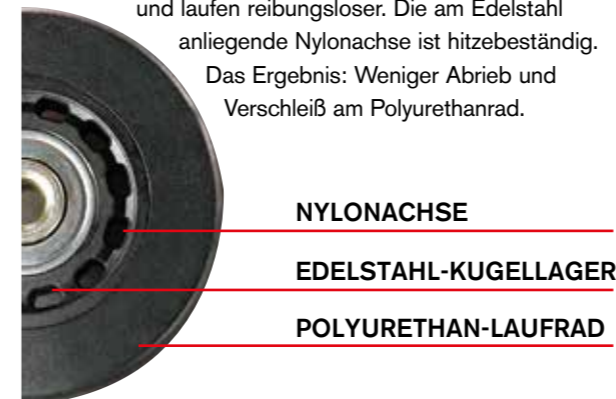 und laufen reibungsloser. Die am Edelstahl
anliegende Nylonachse ist hitzebeständig.
Das Ergebnis: Weniger Abrieb und
Verschleiß am Polyurethanrad.
NYLONACHSE
EDELSTAHL-KUGELLAGER
POLYURETHAN-LAUFRAD